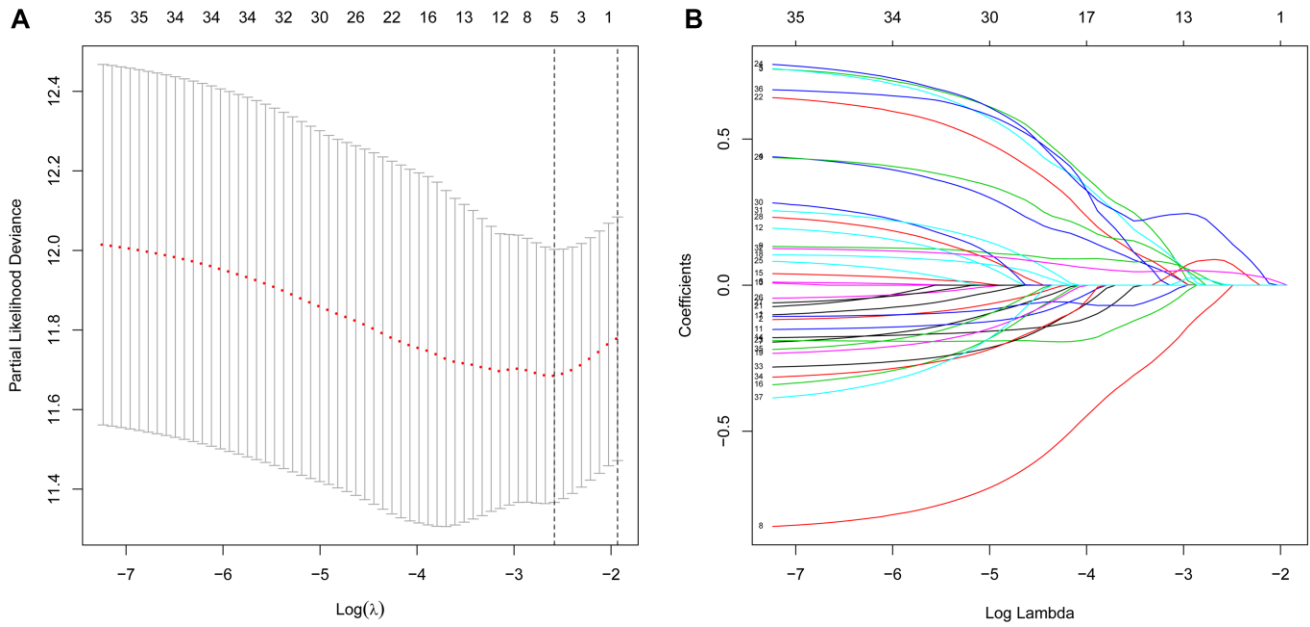 A
35 35 34 34 34 32 30 26 22 16 13 12 8 5 3 1
Partial Likelihood Deviance
12.4
12.2
12.0
11.8
11.6
11.4
−7 −6 −5 −4 −3 −2
Log(λ)
B
35 34 30 17 13 1
Coefficients
0.5
0.0
−0.5
36
22
30
31
28
12
25
15
26
21
11
33
34
16
37
8
−7 −6 −5 −4 −3 −2
Log Lambda